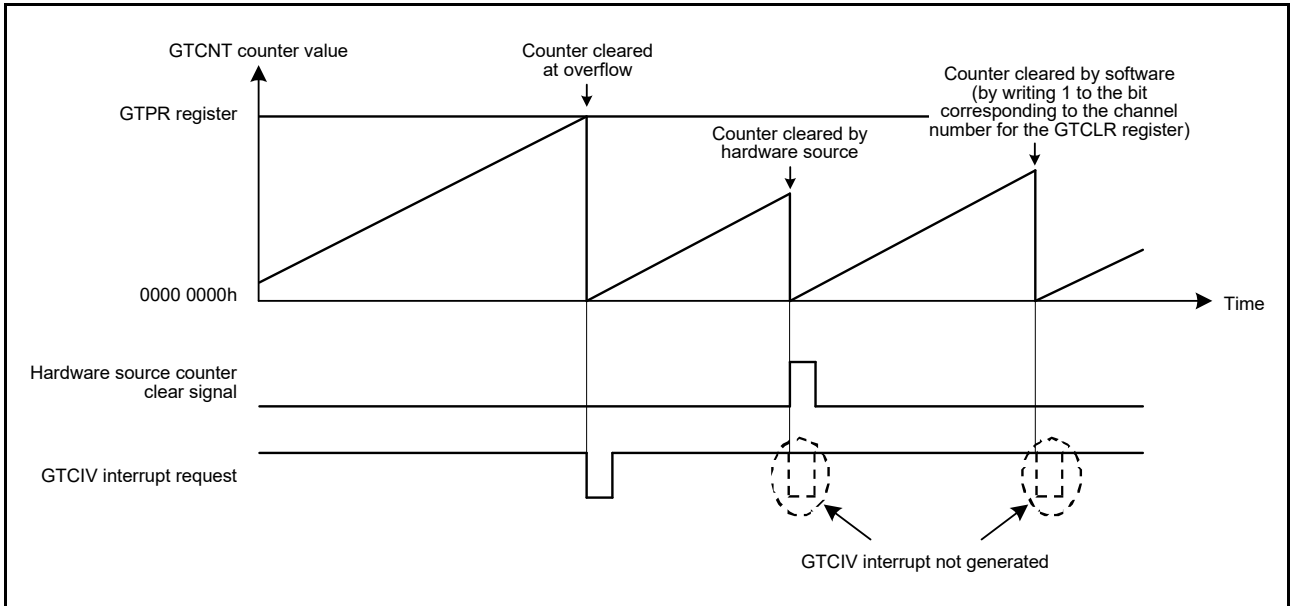 GTCNT counter value
Counter cleared
at overflow
Counter cleared by software
(by writing 1 to the bit
corresponding to the channel
number for the GTCLR register)
GTPR register
Counter cleared by
hardware source
0000 0000h
Time
Hardware source counter
clear signal
GTCIV interrupt request
GTCIV interrupt not generated